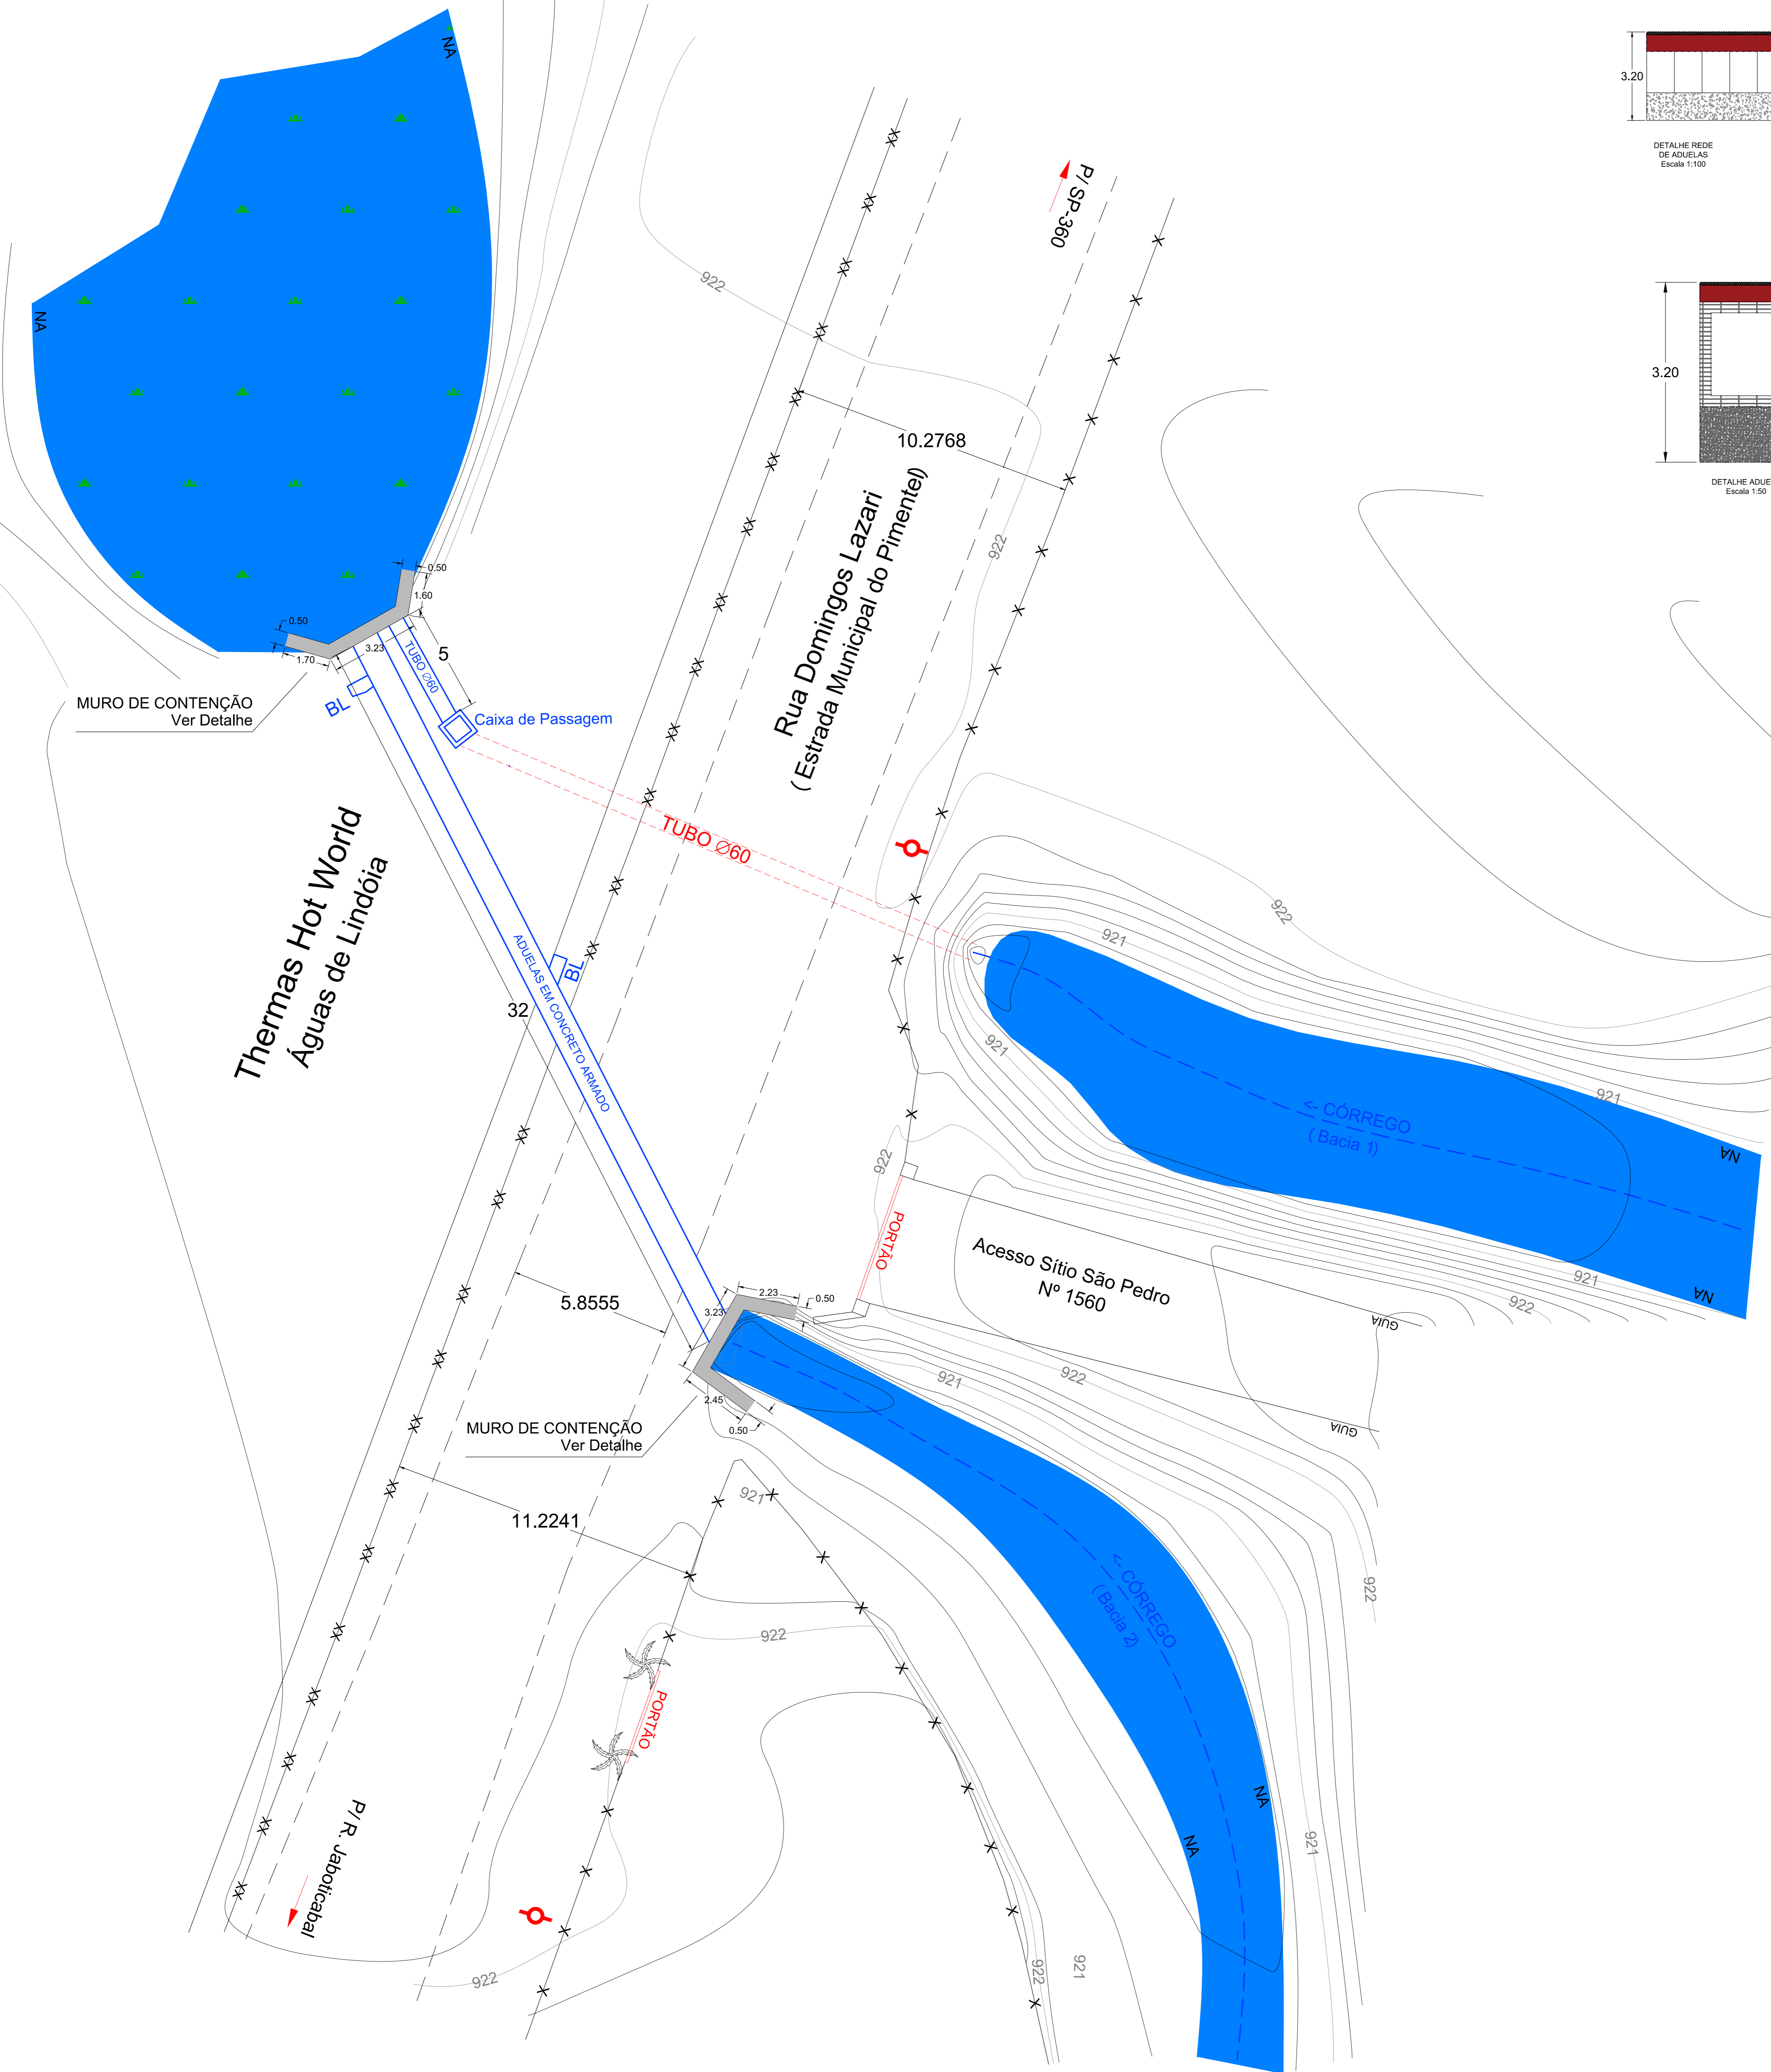 NA
3.20
DETALHE REDE
DE ADUELAS
Escala 1:100
P/ SP-360
922
NA
3.20
10.2768
DETALHE ADUE
Escala 1:50
Rua Domingos Lazari
( Estrada Municipal do Pimentel)
922
0.50
1.60
0.50
3.23
1.70
TUBO Ø60
5
MURO DE CONTENÇÃO
Ver Detalhe
BL
Caixa de Passagem
TUBO Ø60
Thermas Hot World
Águas de Lindóia
922
921
ADUELAS EM CONCRETO ARMADO
BL
32
921
921
<- CÓRREGO
( Bacia 1)
NA
922
PORTÃO
Acesso Sítio São Pedro
Nº 1560
921
NA
922
GUIA
5.8555
2.23
0.50
3.23
922
921
2.45
0.50
GUIA
MURO DE CONTENÇÃO
Ver Detalhe
921
11.2241
<- CÓRREGO
( Bacia 2)
922
922
PORTÃO
NA
NA
921
P/ R. Jaboticabal
922
922
921